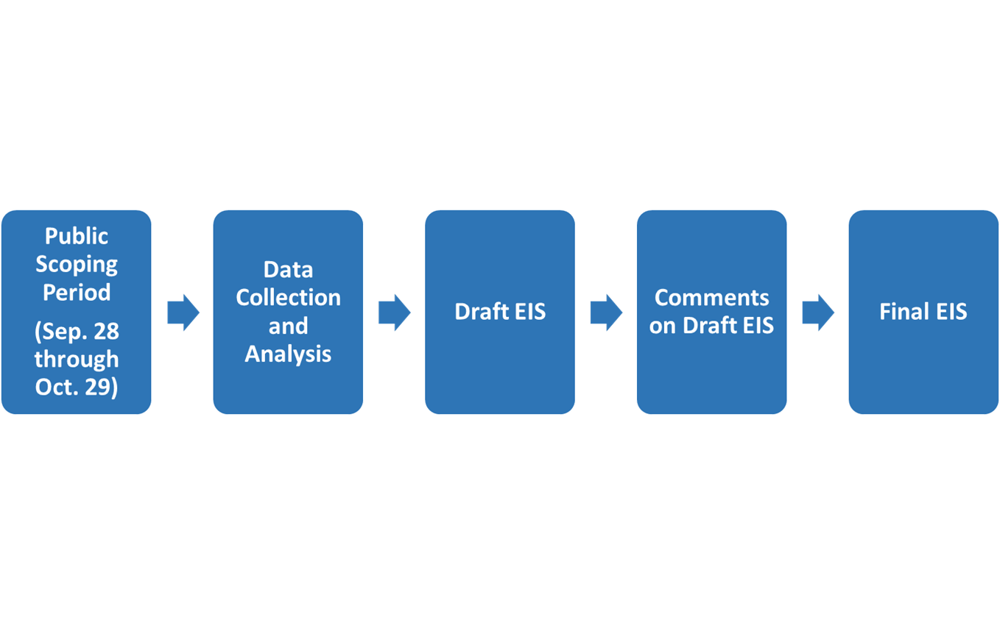 Public
Scoping
Period
(Sep. 28
through
Oct. 29)
Data
Collection
and
Analysis
Draft EIS
Comments
on Draft EIS
Final EIS